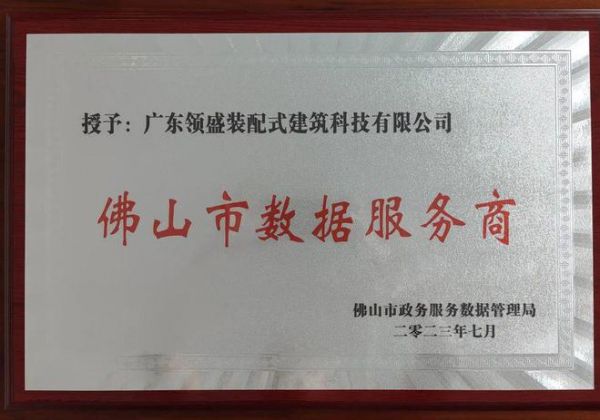 授予：广东领盛装配式建筑科技有限公司
佛山市数据服务商
佛山市政务服务数据管理局
二零二三年七月